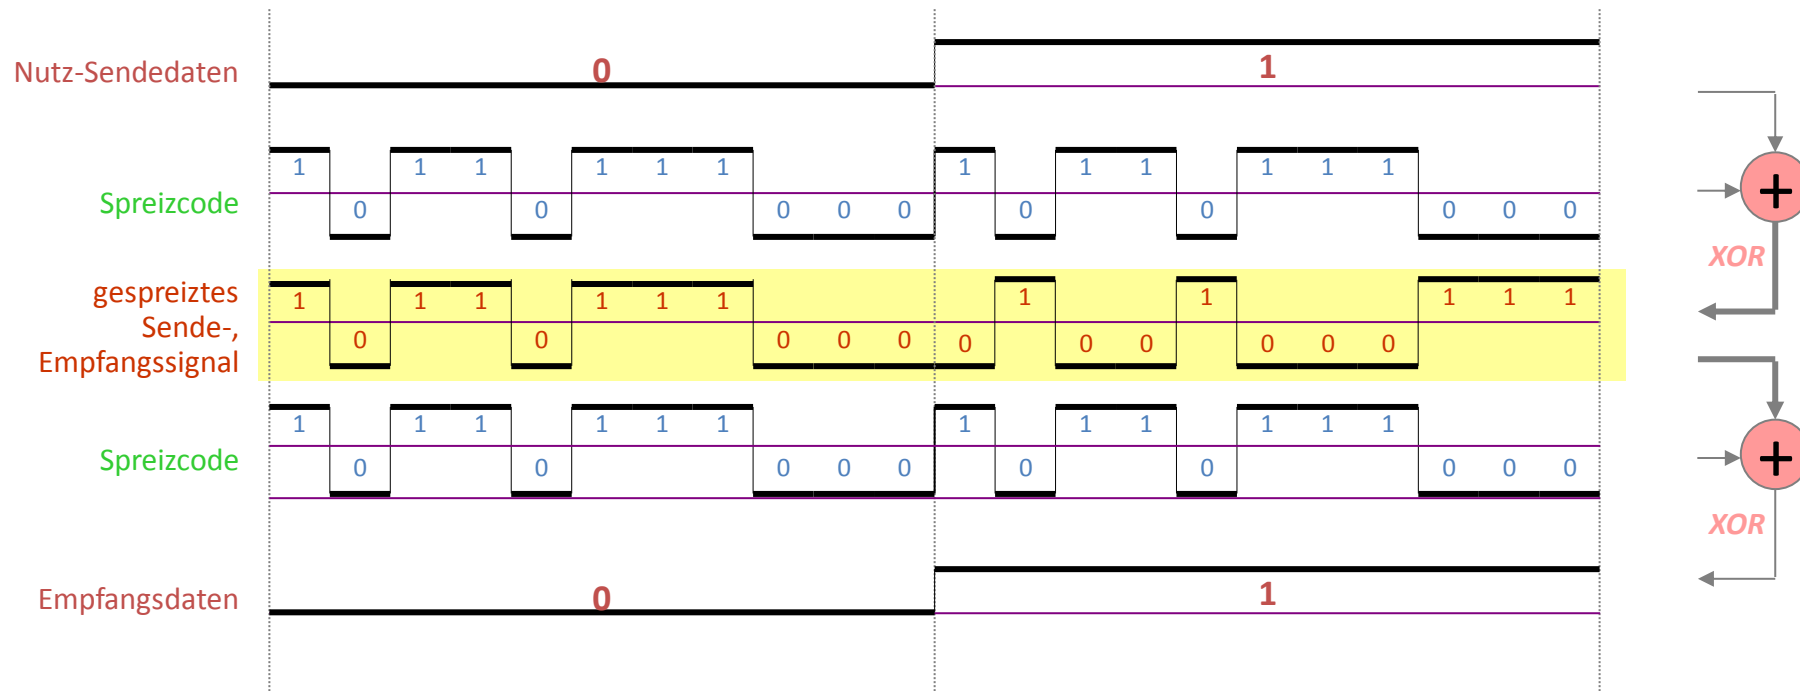 Nutz-Sendedaten 0 1
1 1 1 1 1 1 1 1 1 1 1 1
Spreizcode 0 0 0 0 0 0 0 0 0 0 +
XOR
gespreiztes 1 1 1 1 1 1 1 1 1 1 1
Sende-,
0 0 0 0 0 0 0 0 0 0 0
Empfangssignal
1 1 1 1 1 1 1 1 1 1 1 1
Spreizcode 0 0 0 0 0 0 0 0 0 0 +
XOR
Empfangsdaten 0 1